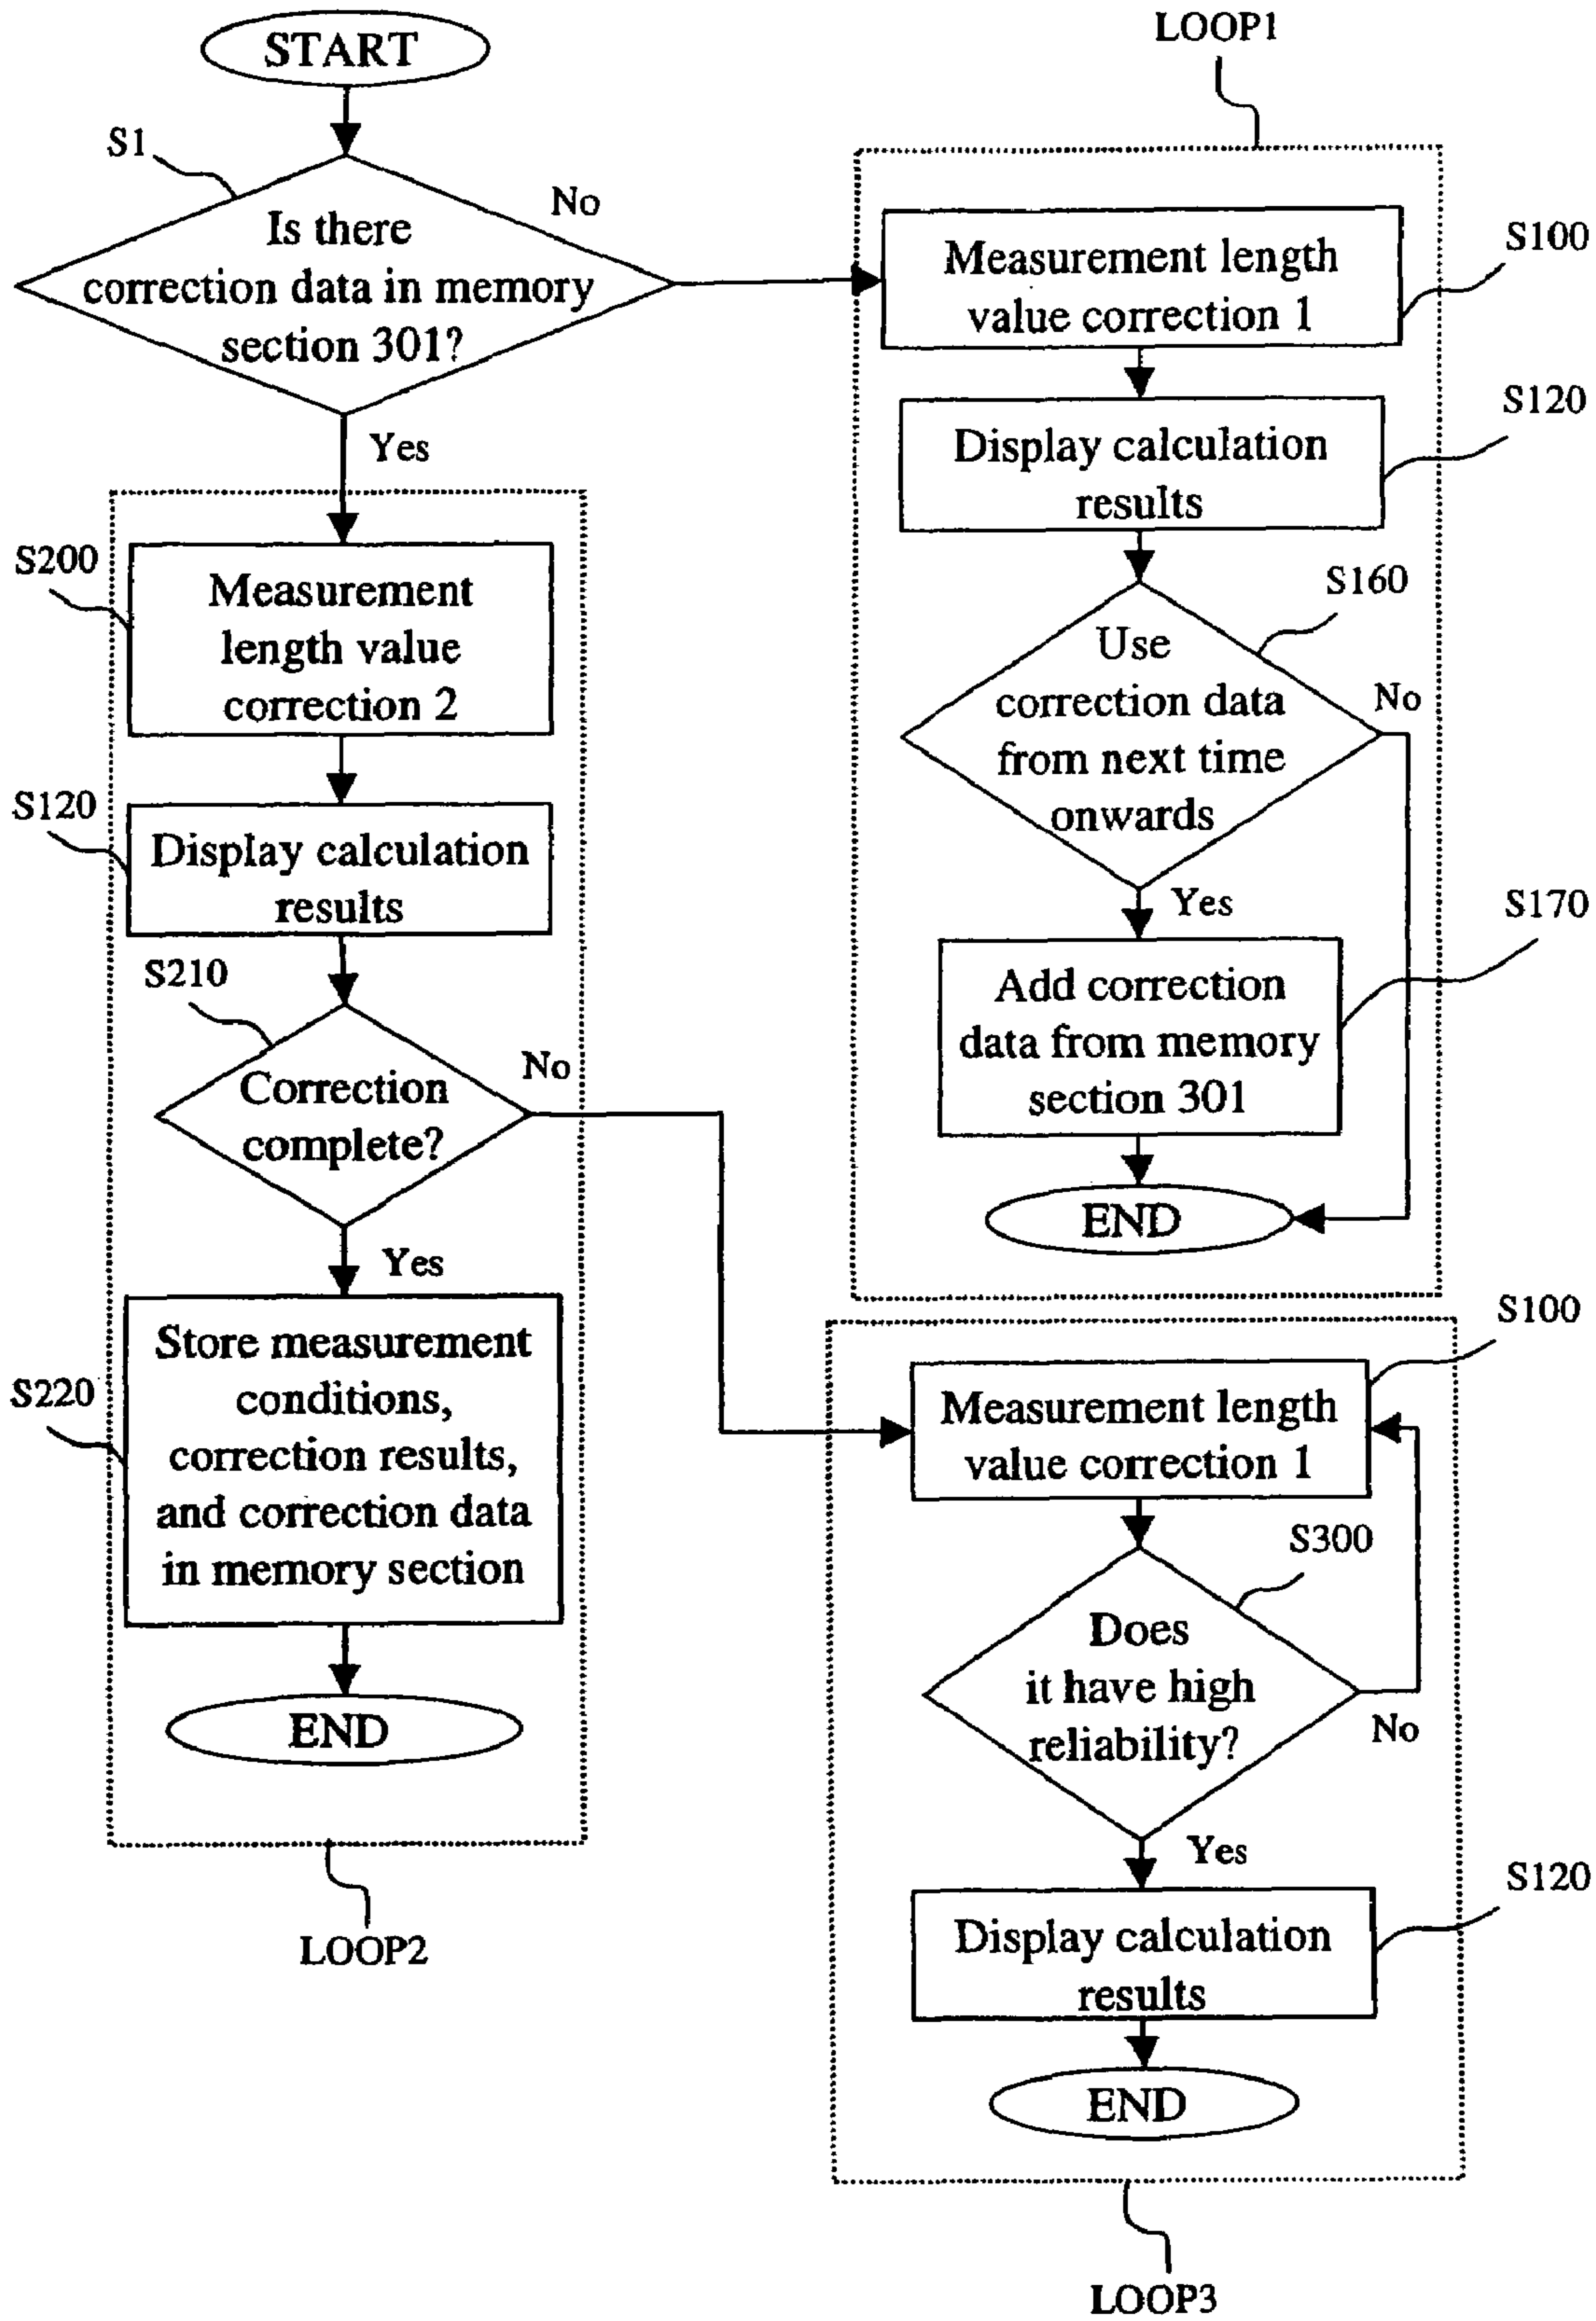 START
S1
Is there
correction data in memory
section 301?
No
Yes
LOOP1
Measurement length
value correction 1
S100
Display calculation
results
S120
S160
Use
correction data
from next time
onwards
No
Yes
S170
Add correction
data from memory
section 301
END
S200
Measurement
length value
correction 2
S120
Display calculation
results
S210
Correction
complete?
No
Yes
S220
Store measurement
conditions,
correction results,
and correction data
in memory section
END
LOOP2
S100
Measurement length
value correction 1
S300
Does
it have high
reliability?
No
Yes
S120
Display calculation
results
END
LOOP3